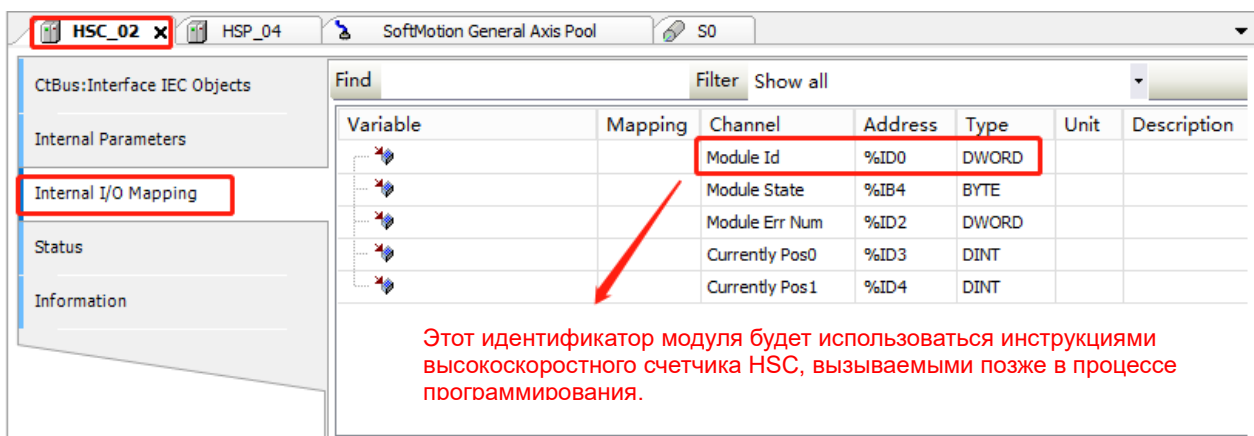 HSC_02 x HSP_04 SoftMotion General Axis Pool S0
CtBus:Interface IEC Objects
Internal Parameters
Internal I/O Mapping
Status
Information
Find Filter Show all
Variable Mapping Channel Address Type Unit Description
Module Id %ID0 DWORD
Module State %IB4 BYTE
Module Err Num %ID2 DWORD
Currently Pos0 %ID3 DINT
Currently Pos1 %ID4 DINT
Этот идентификатор модуля будет использоваться инструкциями
высокоскоростного счетчика HSC, вызываемыми позже в процессе
программирования.